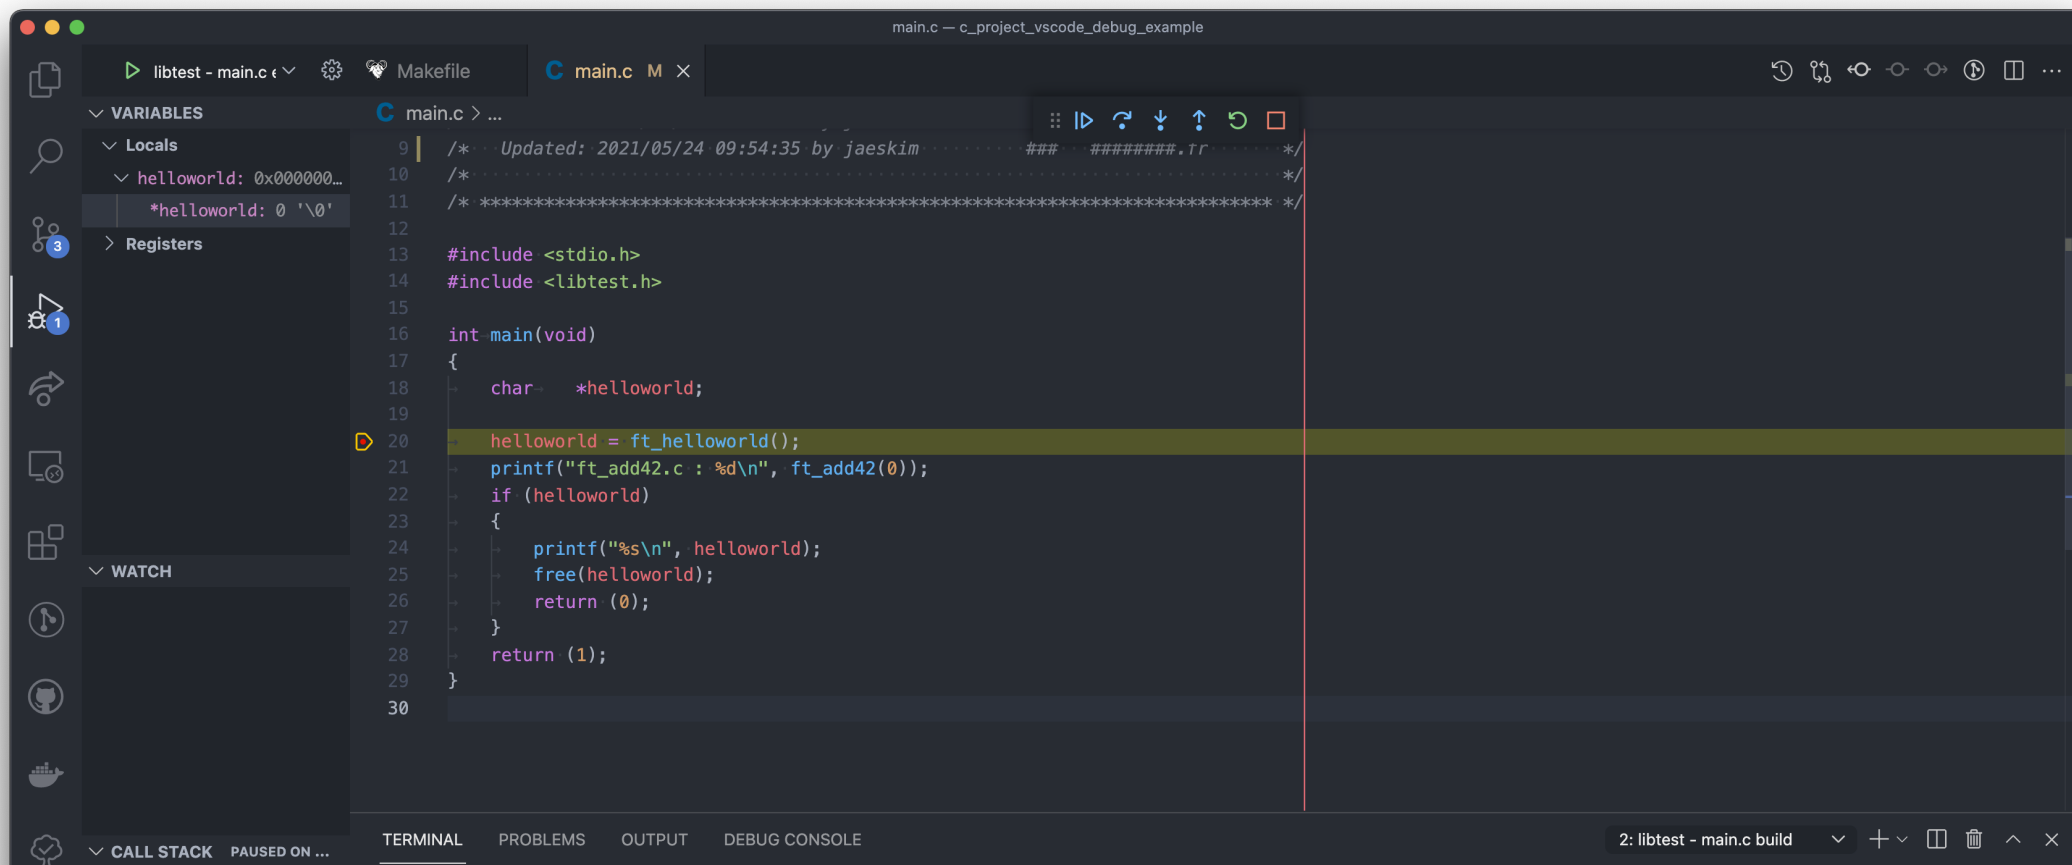 main.c — c_project_vscode_debug_example
libtest - main.c e
Makefile
C main.c M
VARIABLES
Locals
helloworld: 0x000000…
*helloworld: 0 '\0'
Registers
3
1
WATCH
CALL STACK PAUSED ON …
C main.c > ...
9 /* Updated: 2021/05/24 09:54:35 by jaeskim ### ########.fr */
10 /* */
11 /* ************************************************************************** */
12
13 #include <stdio.h>
14 #include <libtest.h>
15
16 int main(void)
17 {
18 char *helloworld;
19
20 helloworld = ft_helloworld();
21 printf("ft_add42.c : %d\n", ft_add42(0));
22 if (helloworld)
23 {
24 printf("%s\n", helloworld);
25 free(helloworld);
26 return (0);
27 }
28 return (1);
29 }
30
TERMINAL PROBLEMS OUTPUT DEBUG CONSOLE
2: libtest - main.c build